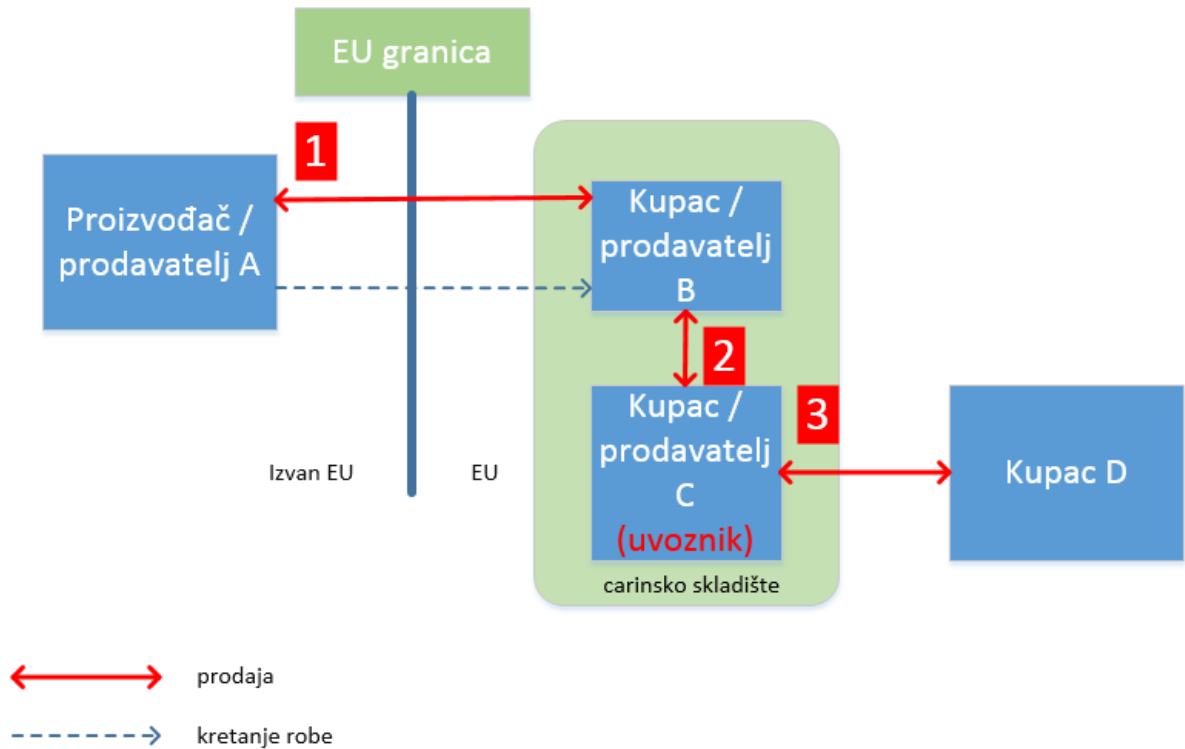 EU granica
1
Proizvođač /
prodavatelj A
Kupac /
prodavatelj
B
2
Kupac /
prodavatelj
C
(uvoznik)
3
Kupac D
Izvan EU
EU
carinsko skladište
prodaja
kretanje robe